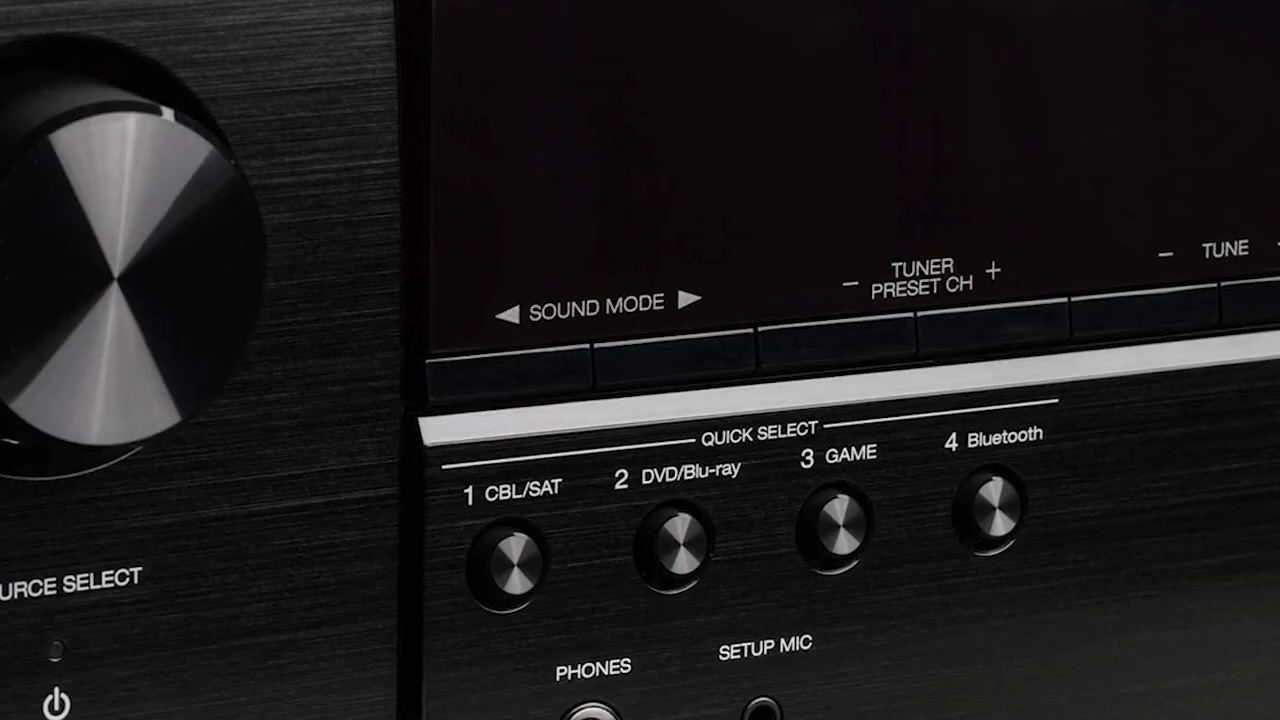 ◀ SOUND MODE ▶
− TUNER PRESET CH +
− TUNE
QUICK SELECT
1 CBL/SAT
2 DVD/Blu-ray
3 GAME
4 Bluetooth
URCE SELECT
PHONES
SETUP MIC